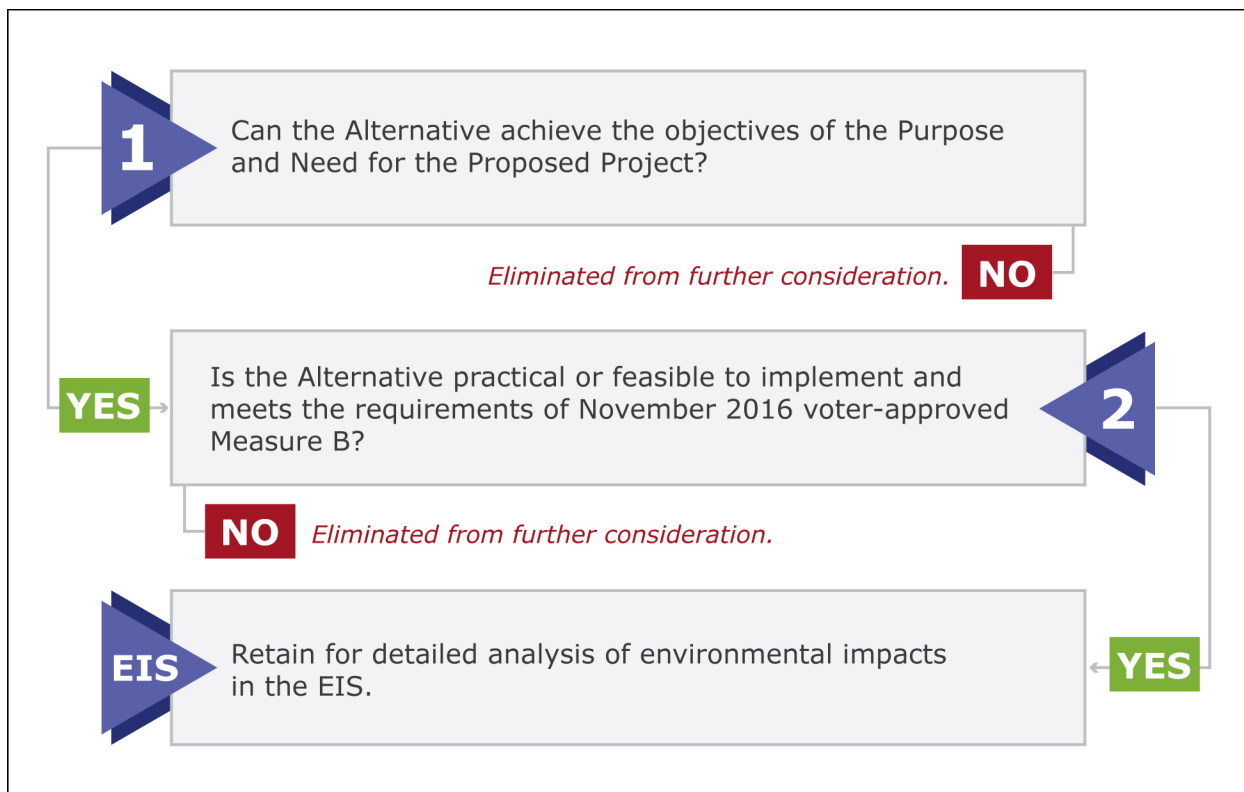 1
Can the Alternative achieve the objectives of the Purpose
and Need for the Proposed Project?
Eliminated from further consideration.
NO
YES
Is the Alternative practical or feasible to implement and
meets the requirements of November 2016 voter-approved
Measure B?
2
NO
Eliminated from further consideration.
EIS
Retain for detailed analysis of environmental impacts
in the EIS.
YES